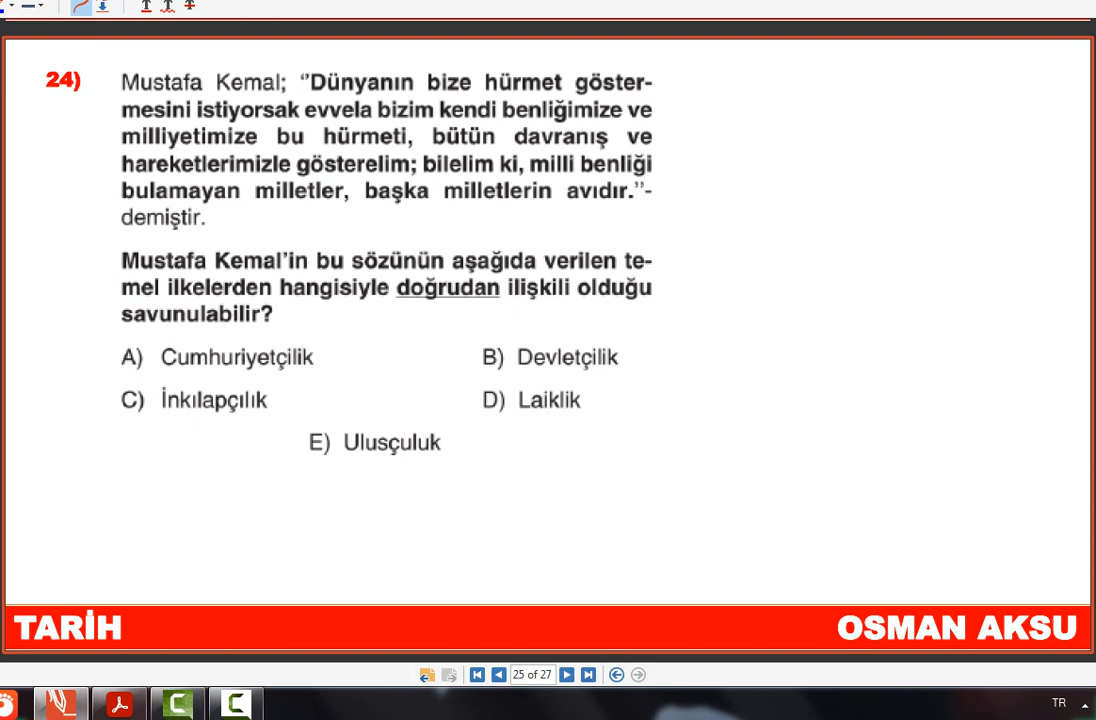 24)
Mustafa Kemal; ‘’Dünyanın bize hürmet göster-
mesini istiyorsak evvela bizim kendi benliğimize ve
milliyetimize bu hürmeti, bütün davranış ve
hareketlerimizle gösterelim; bilelim ki, milli benliği
bulamayan milletler, başka milletlerin avıdır.’’-
demiştir.
Mustafa Kemal’in bu sözünün aşağıda verilen te-
mel ilkelerden hangisiyle doğrudan ilişkili olduğu
savunulabilir?
A) Cumhuriyetçilik
B) Devletçilik
C) İnkılapçılık
D) Laiklik
E) Ulusçuluk
TARİH
OSMAN AKSU
25 of 27
TR